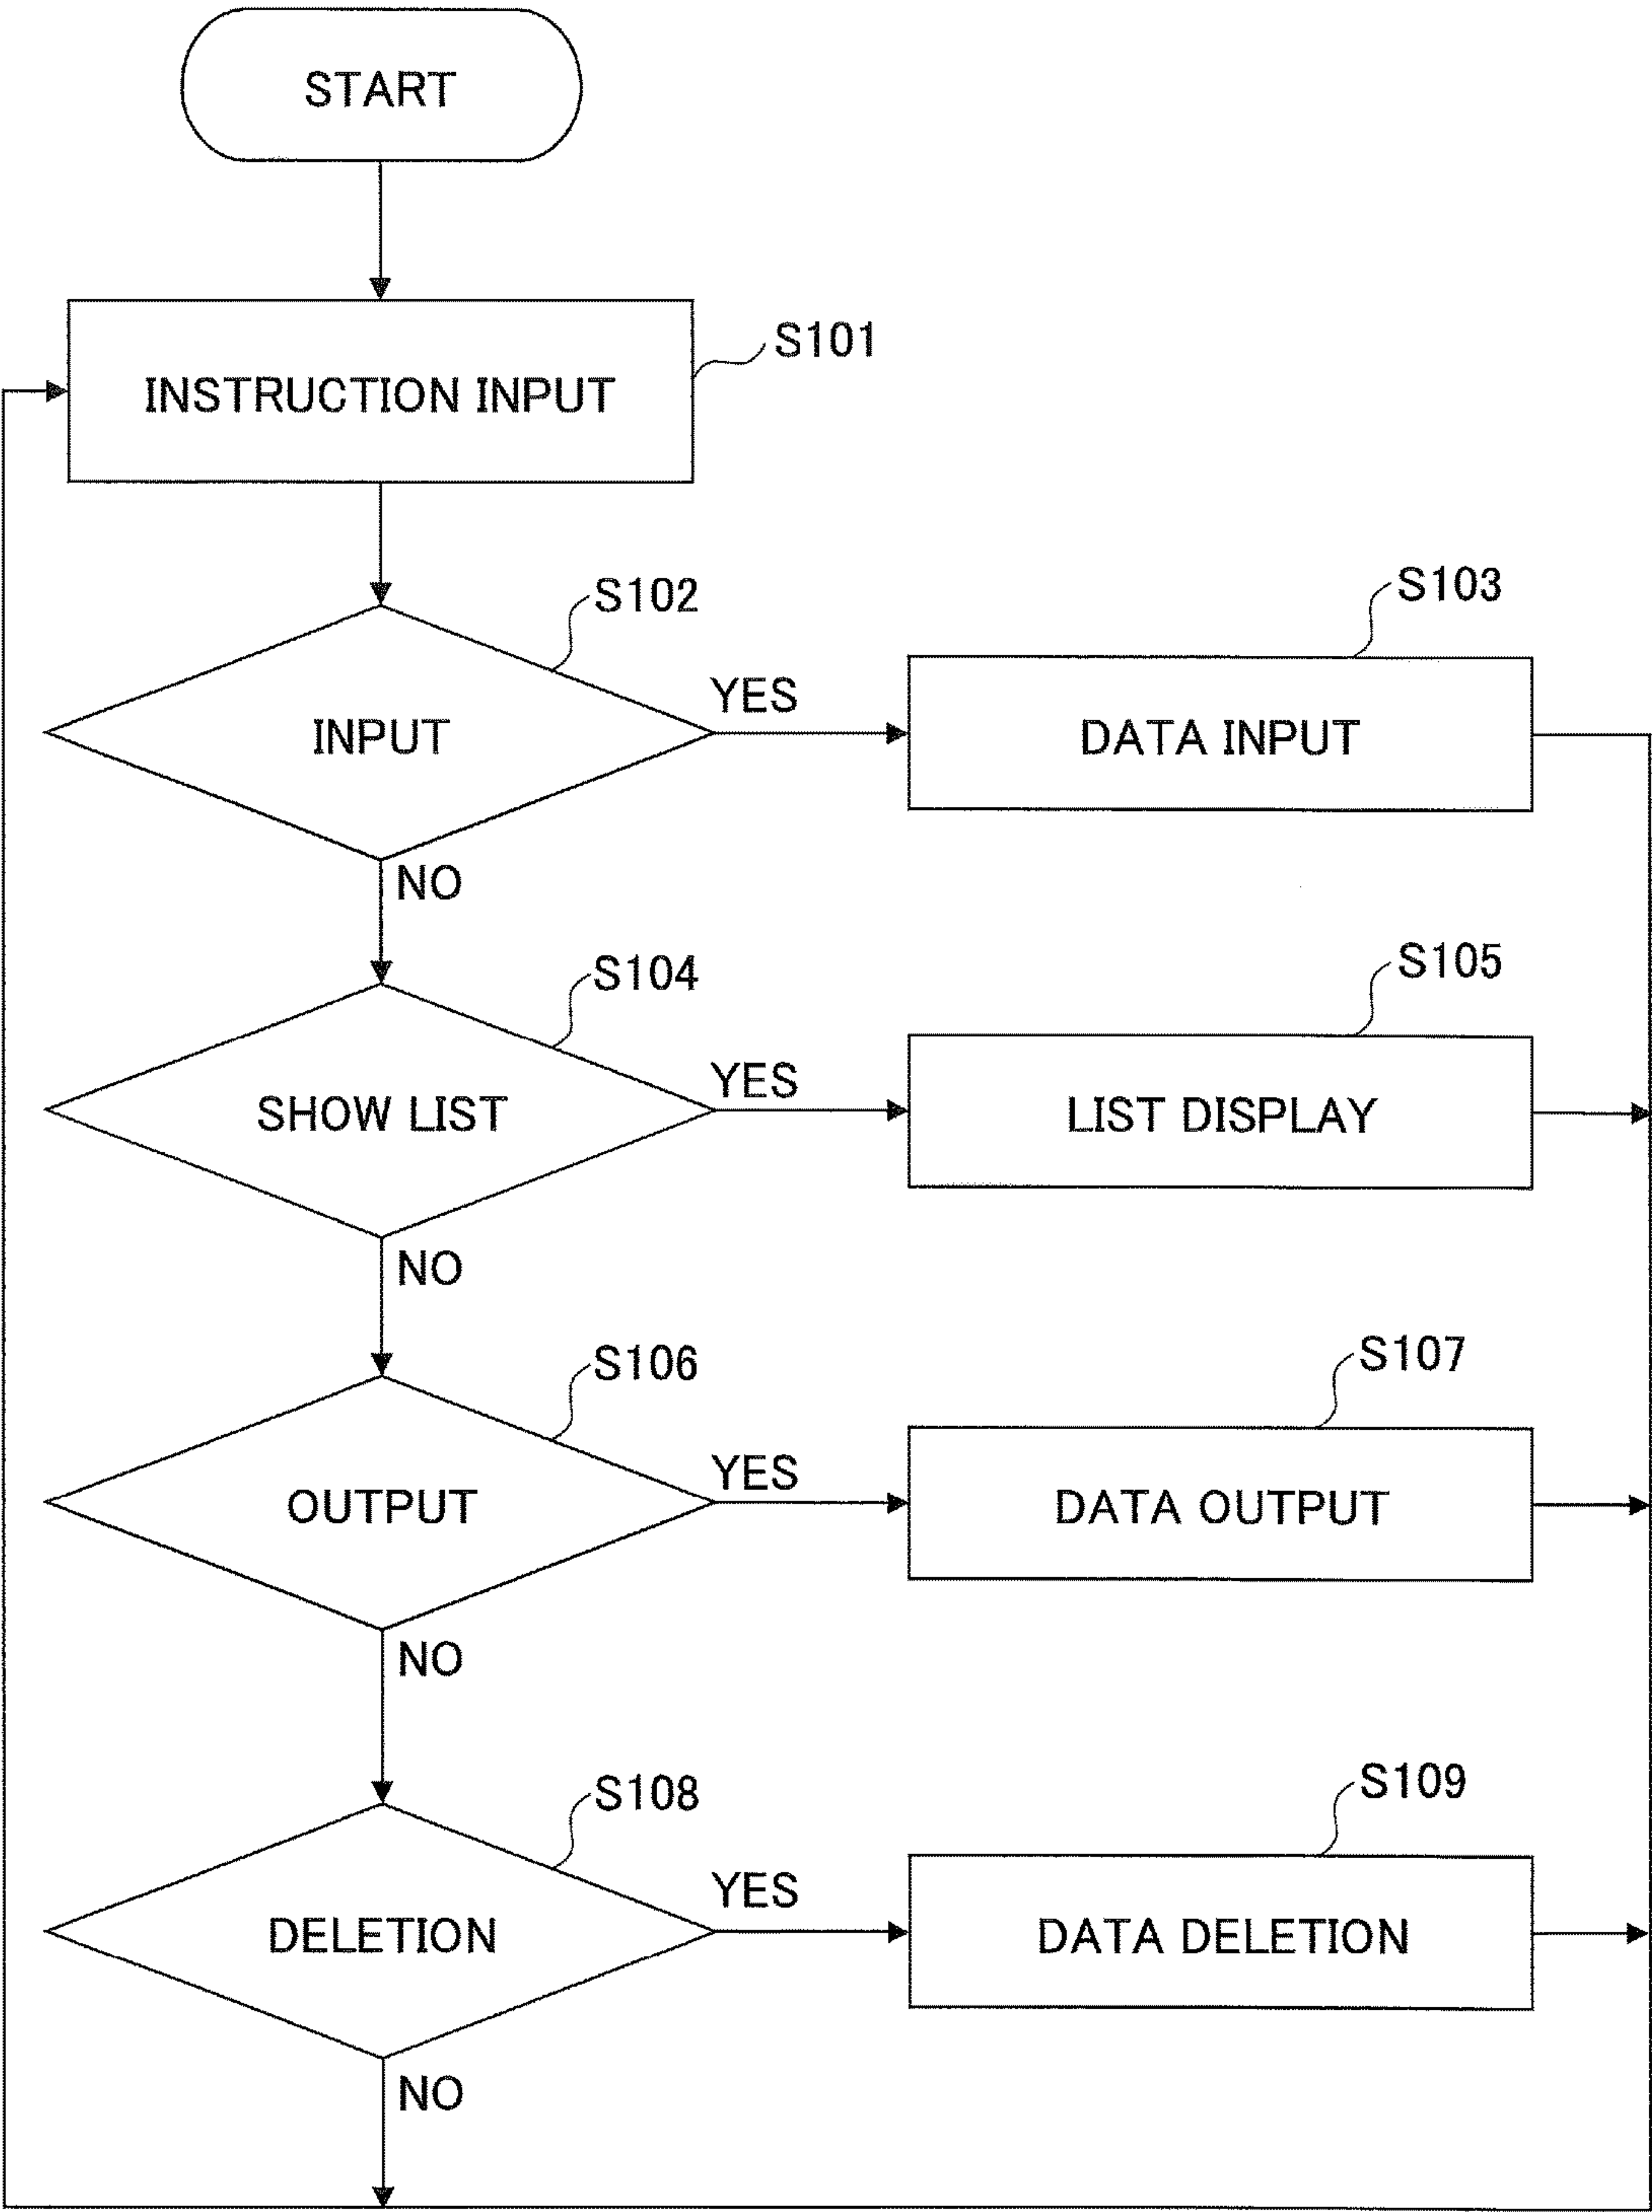 START
S101
INSTRUCTION INPUT
S102
S103
YES
INPUT
DATA INPUT
NO
S104
S105
YES
SHOW LIST
LIST DISPLAY
NO
S106
S107
YES
OUTPUT
DATA OUTPUT
NO
S108
S109
YES
DELETION
DATA DELETION
NO